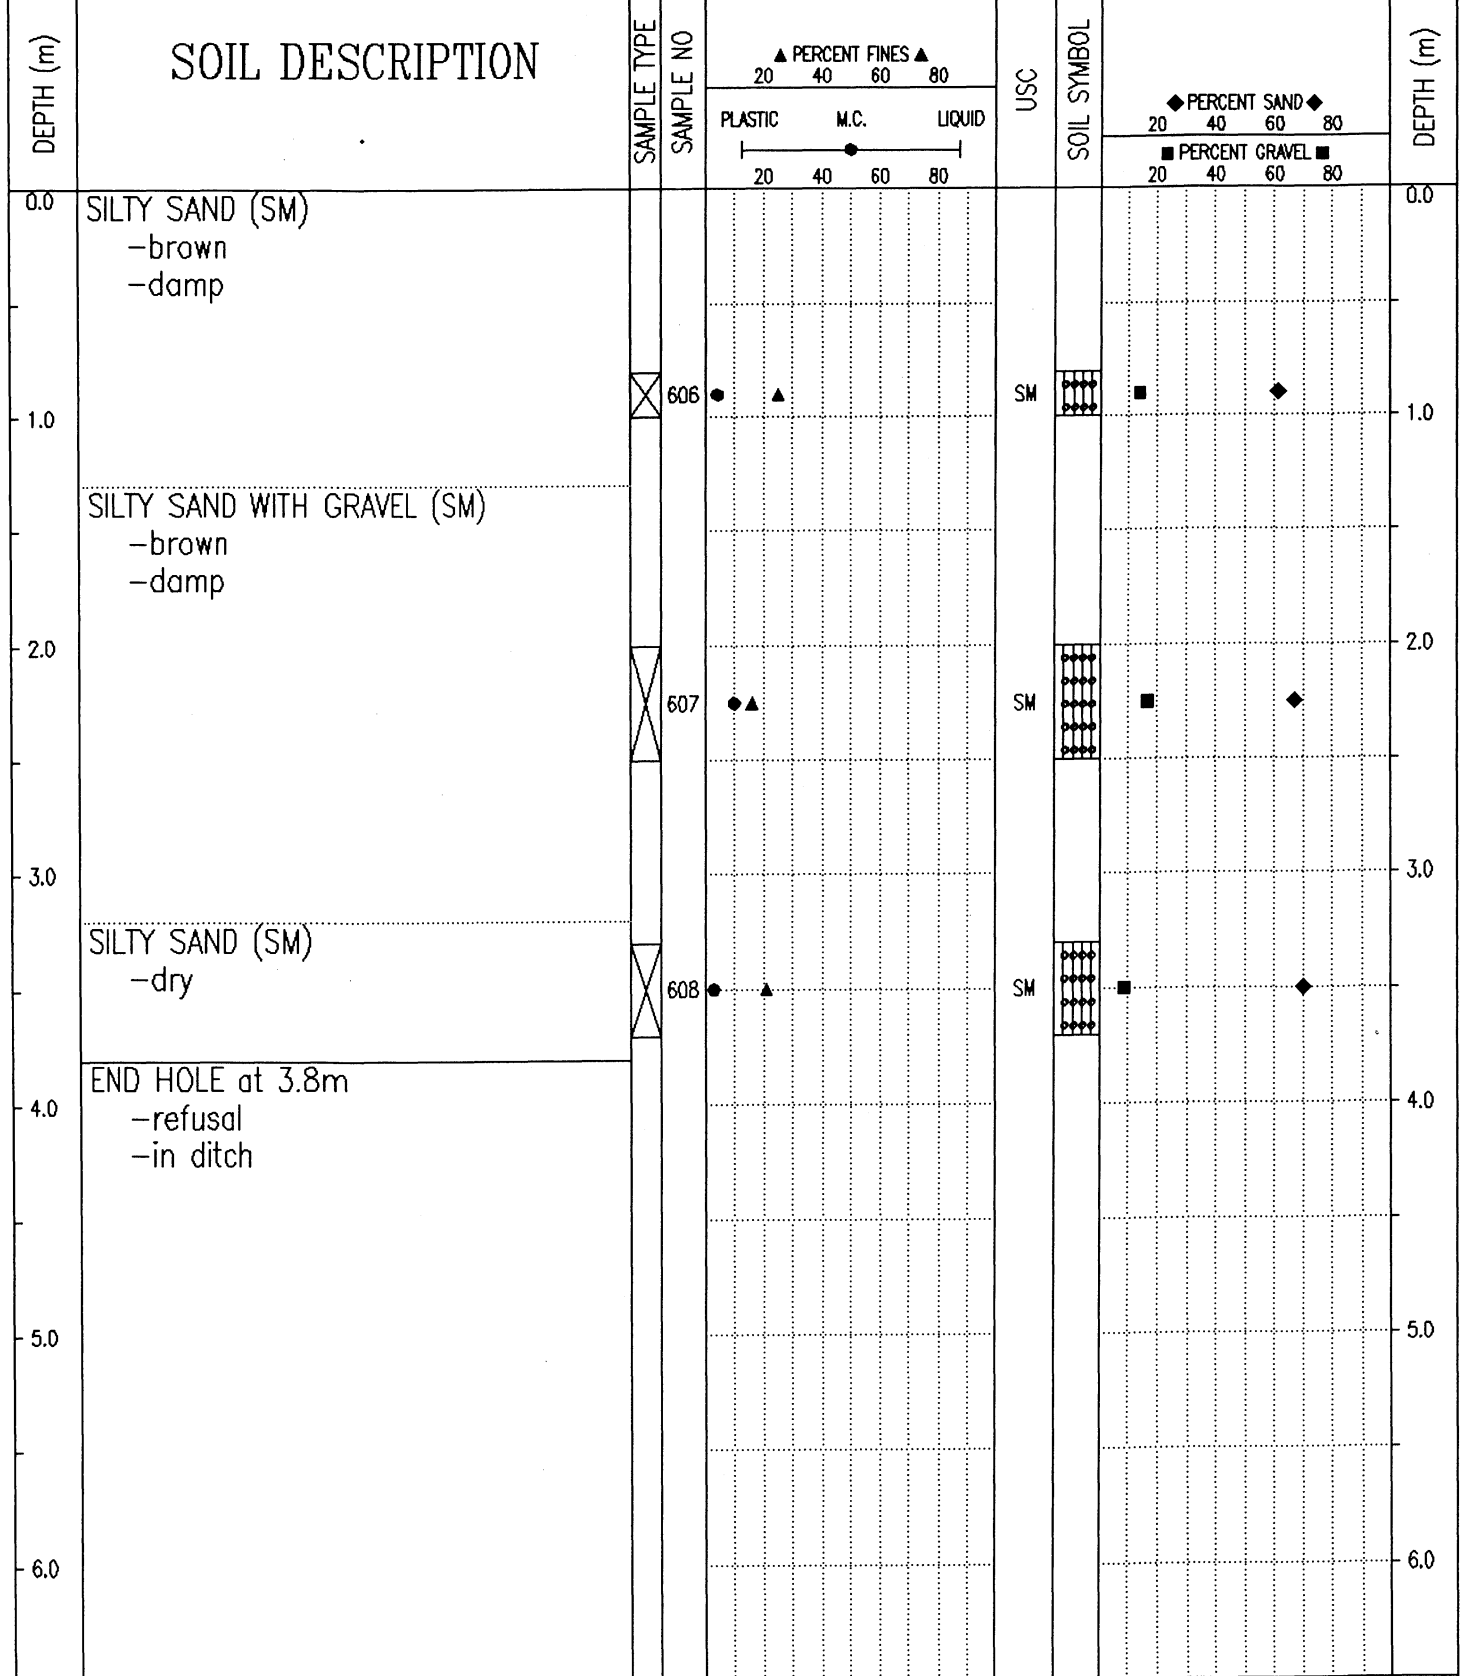 DEPTH (m)
SOIL DESCRIPTION
SAMPLE TYPE
SAMPLE NO
▲ PERCENT FINES ▲
20 40 60 80
PLASTIC M.C. LIQUID
20 40 60 80
USC
SOIL SYMBOL
◆ PERCENT SAND ◆
20 40 60 80
■ PERCENT GRAVEL ■
20 40 60 80
DEPTH (m)
0.0
SILTY SAND (SM)
0.0
-brown
-damp
606
SM
1.0
1.0
SILTY SAND WITH GRAVEL (SM)
-brown
-damp
2.0
2.0
607
SM
3.0
3.0
SILTY SAND (SM)
-dry
608
SM
END HOLE at 3.8m
4.0
-refusal
4.0
-in ditch
5.0
5.0
6.0
6.0